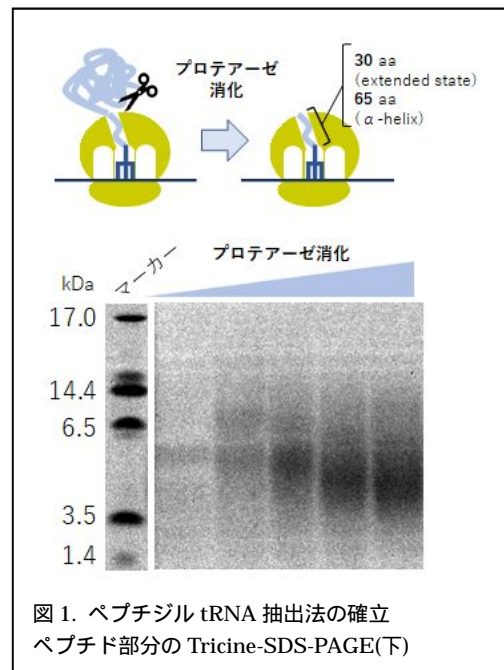 プロテアーゼ
消化
30 aa
(extended state)
65 aa
(α-helix)
kDa
マーカー
プロテアーゼ消化
17.0
14.4
6.5
3.5
1.4
図 1. ペプチジル tRNA 抽出法の確立
ペプチド部分の Tricine-SDS-PAGE(下)